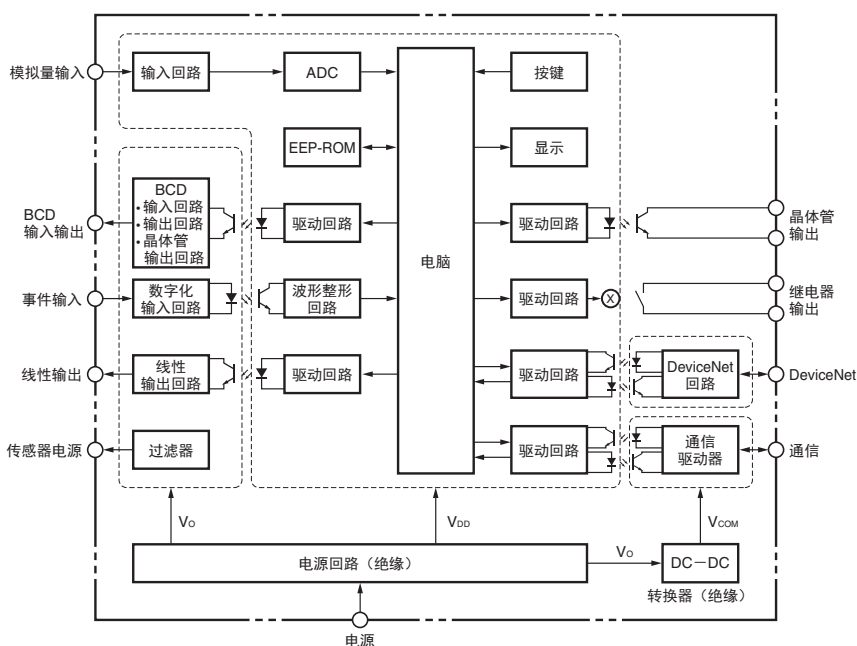 模拟量输入
输入回路
ADC
按键
EEP-ROM
显示
BCD
输入输出
BCD
・输入回路
・输出回路
・晶体管
输出回路
驱动回路
电脑
驱动回路
晶体管
输出
事件输入
数字化
输入回路
波形整形
回路
驱动回路
X
继电器
输出
线性输出
线性
输出回路
驱动回路
驱动回路
DeviceNet
回路
DeviceNet
传感器电源
过滤器
驱动回路
通信
驱动器
通信
VO
VDD
VCOM
电源回路（绝缘）
VO
DC－DC
转换器（绝缘）
电源